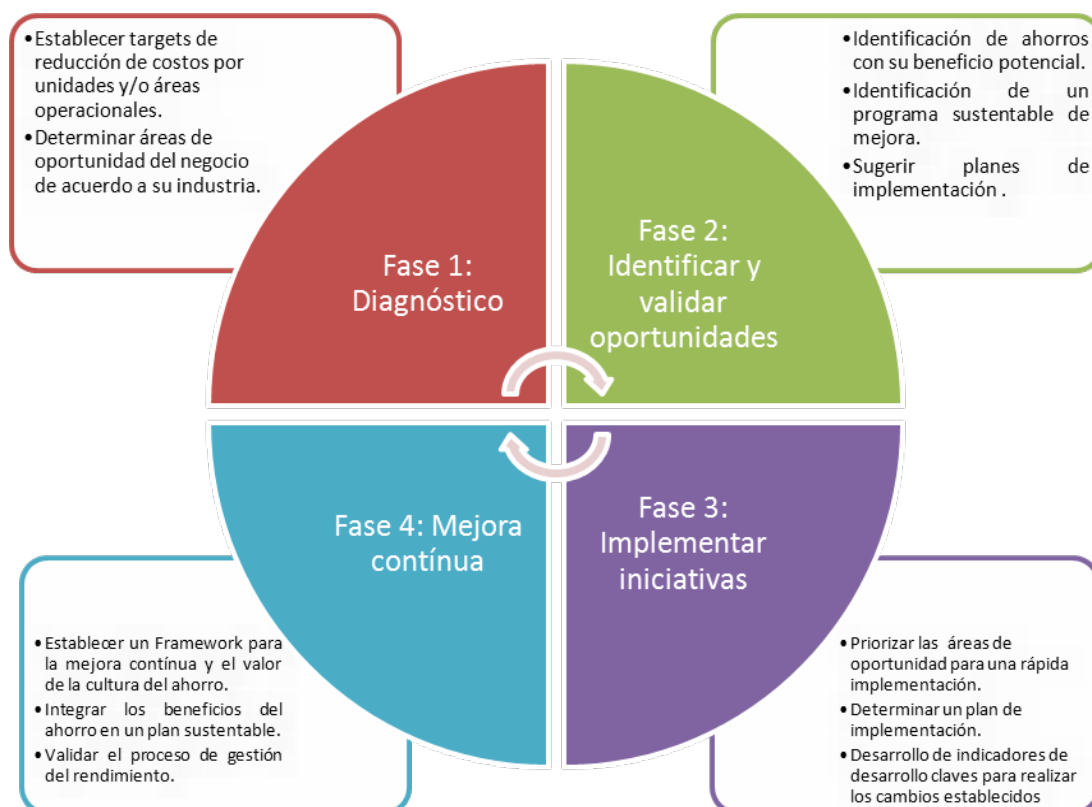 •Establecer targets de
reducción de costos por
unidades y/o áreas
operacionales.
•Determinar áreas de
oportunidad del negocio
de acuerdo a su industria.
•Identificación de ahorros
con su beneficio potencial.
•Identificación de un
programa sustentable de
mejora.
•Sugerir planes de
implementación .
Fase 1:
Diagnóstico
Fase 2:
Identificar y
validar
oportunidades
Fase 4: Mejora
contínua
Fase 3:
Implementar
iniciativas
•Establecer un Framework para
la mejora contínua y el valor
de la cultura del ahorro.
•Integrar los beneficios del
ahorro en un plan sustentable.
•Validar el proceso de gestión
del rendimiento.
•Priorizar las áreas de
oportunidad para una rápida
implementación.
•Determinar un plan de
implementación.
•Desarrollo de indicadores de
desarrollo claves para realizar
los cambios establecidos